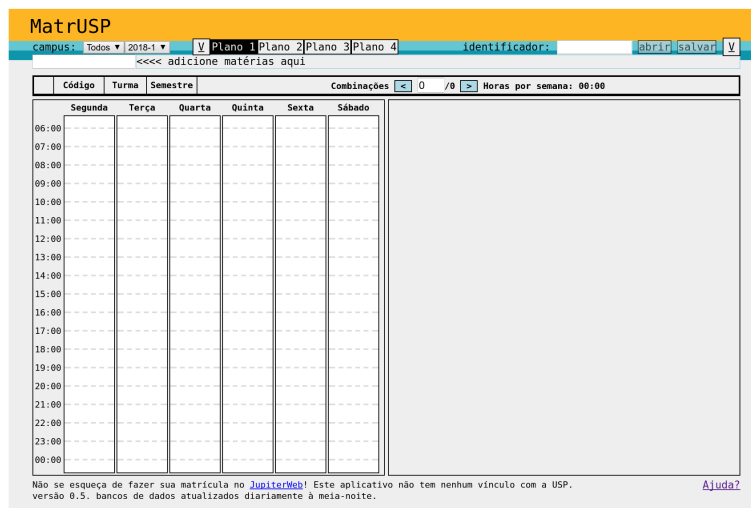 MatrUSP
campus: Todos ▼ 2018-1 ▼ V Plano 1 Plano 2 Plano 3 Plano 4 identificador: abrir salvar V
<<<< adicione matérias aqui
Código Turma Semestre Combinações < 0 /0 > Horas por semana: 00:00
Segunda Terça Quarta Quinta Sexta Sábado
06:00
07:00
08:00
09:00
10:00
11:00
12:00
13:00
14:00
15:00
16:00
17:00
18:00
19:00
20:00
21:00
22:00
23:00
00:00
Não se esqueça de fazer sua matrícula no JupiterWeb! Este aplicativo não tem nenhum vínculo com a USP. Ajuda?
versão 0.5. bancos de dados atualizados diariamente à meia-noite.